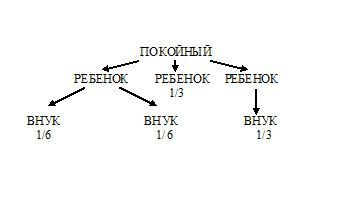 ПОКОЙНЫЙ
РЕБЕНОК РЕБЕНОК РЕБЕНОК
1/3
ВНУК ВНУК ВНУК
1/6 1/6 1/3